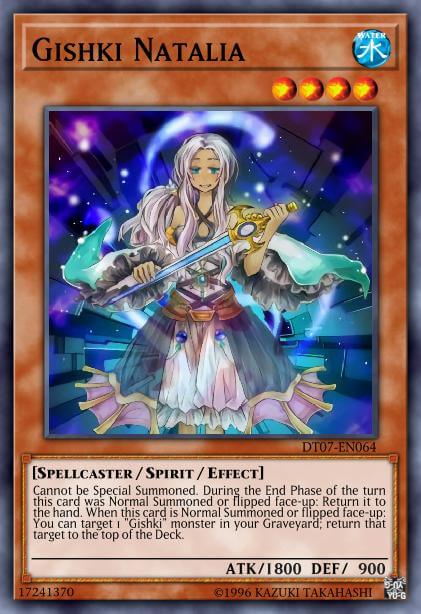 Gishki Natalia
WATER
水
DT07-EN064
[Spellcaster / Spirit / Effect]
Cannot be Special Summoned. During the End Phase of the turn
this card was Normal Summoned or flipped face-up: Return it to
the hand. When this card is Normal Summoned or flipped face-up:
You can target 1 "Gishki" monster in your Graveyard; return that
target to the top of the Deck.
ATK/1800 DEF/ 900
17241370
©1996 KAZUKI TAKAHASHI